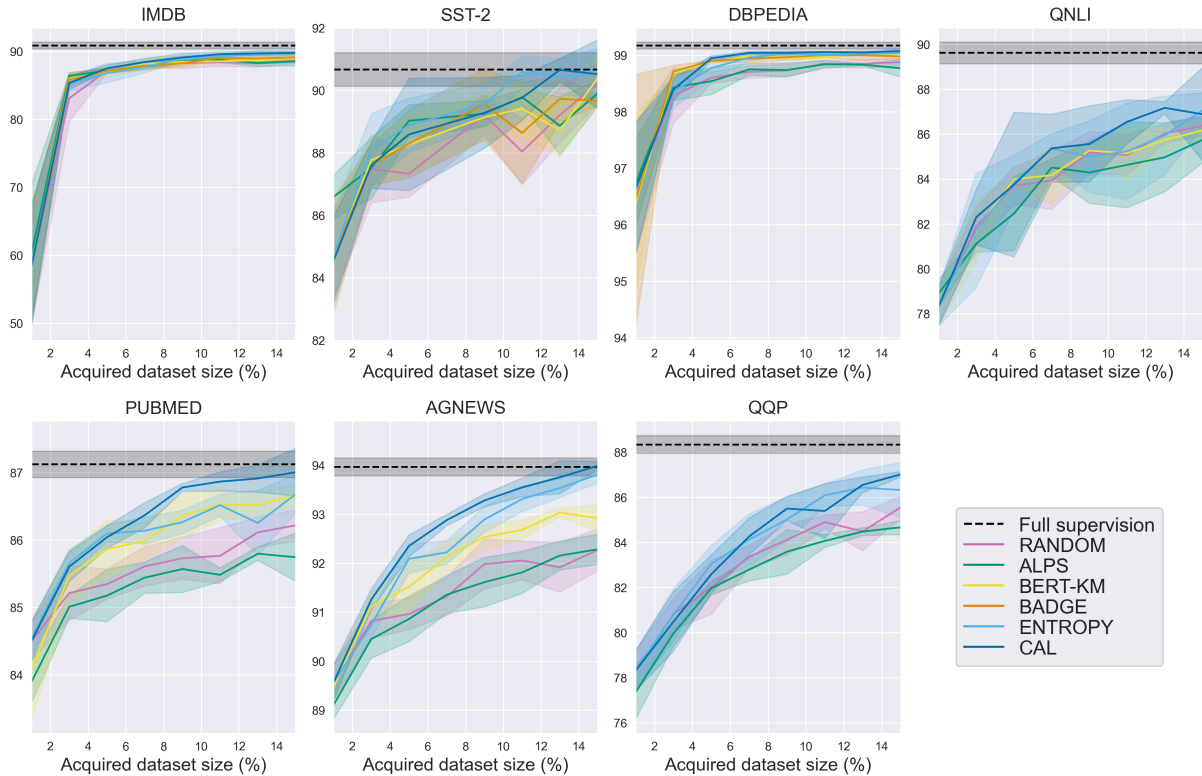 IMDB
SST-2
DBPEDIA
QNLI
90
80
70
60
50
2 4 6 8 10 12 14
Acquired dataset size (%)
92
90
88
86
84
82
2 4 6 8 10 12 14
Acquired dataset size (%)
99
98
97
96
95
94
2 4 6 8 10 12 14
Acquired dataset size (%)
90
88
86
84
82
80
78
2 4 6 8 10 12 14
Acquired dataset size (%)
PUBMED
AGNEWS
QQP
87
86
85
84
2 4 6 8 10 12 14
Acquired dataset size (%)
94
93
92
91
90
89
2 4 6 8 10 12 14
Acquired dataset size (%)
88
86
84
82
80
78
76
2 4 6 8 10 12 14
Acquired dataset size (%)
Full supervision
RANDOM
ALPS
BERT-KM
BADGE
ENTROPY
CAL